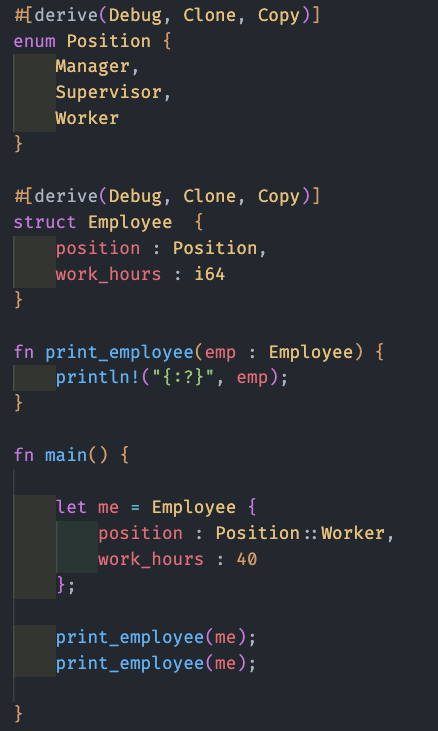 #[derive(Debug, Clone, Copy)]
enum Position {
    Manager,
    Supervisor,
    Worker
}

#[derive(Debug, Clone, Copy)]
struct Employee  {
    position : Position,
    work_hours : i64
}

fn print_employee(emp : Employee) {
    println!("{:?}", emp);
}

fn main() {

    let me = Employee {
        position : Position::Worker,
        work_hours : 40
    };

    print_employee(me);
    print_employee(me);

}